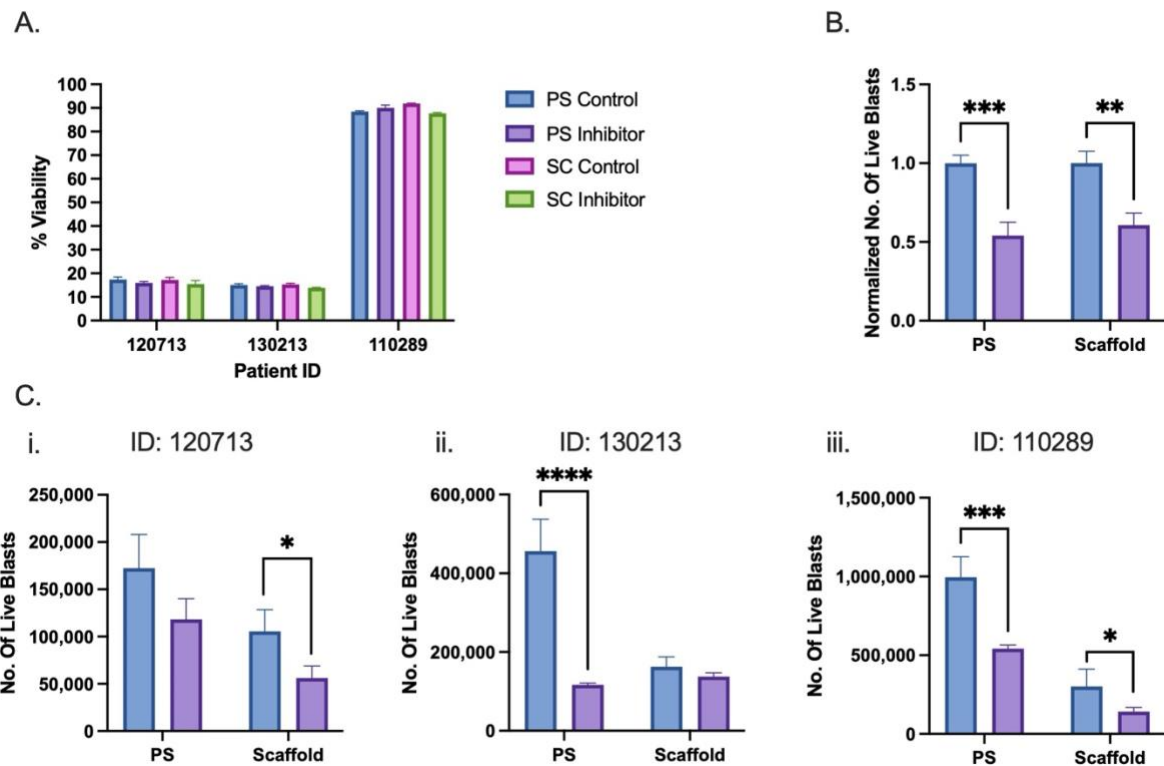 A.
% Viability
100
90
80
70
60
50
40
30
20
10
0
120713 130213 110289
Patient ID
PS Control
PS Inhibitor
SC Control
SC Inhibitor
B.
Normalized No. Of Live Blasts
1.5
1.0
0.5
0.0
*** **
PS Scaffold
C.
i. ID: 120713
No. Of Live Blasts
250,000
200,000
150,000
100,000
50,000
0
*
PS Scaffold
ii. ID: 130213
No. Of Live Blasts
600,000
400,000
200,000
0
****
PS Scaffold
iii. ID: 110289
No. Of Live Blasts
1,500,000
1,000,000
500,000
0
***
*
PS Scaffold